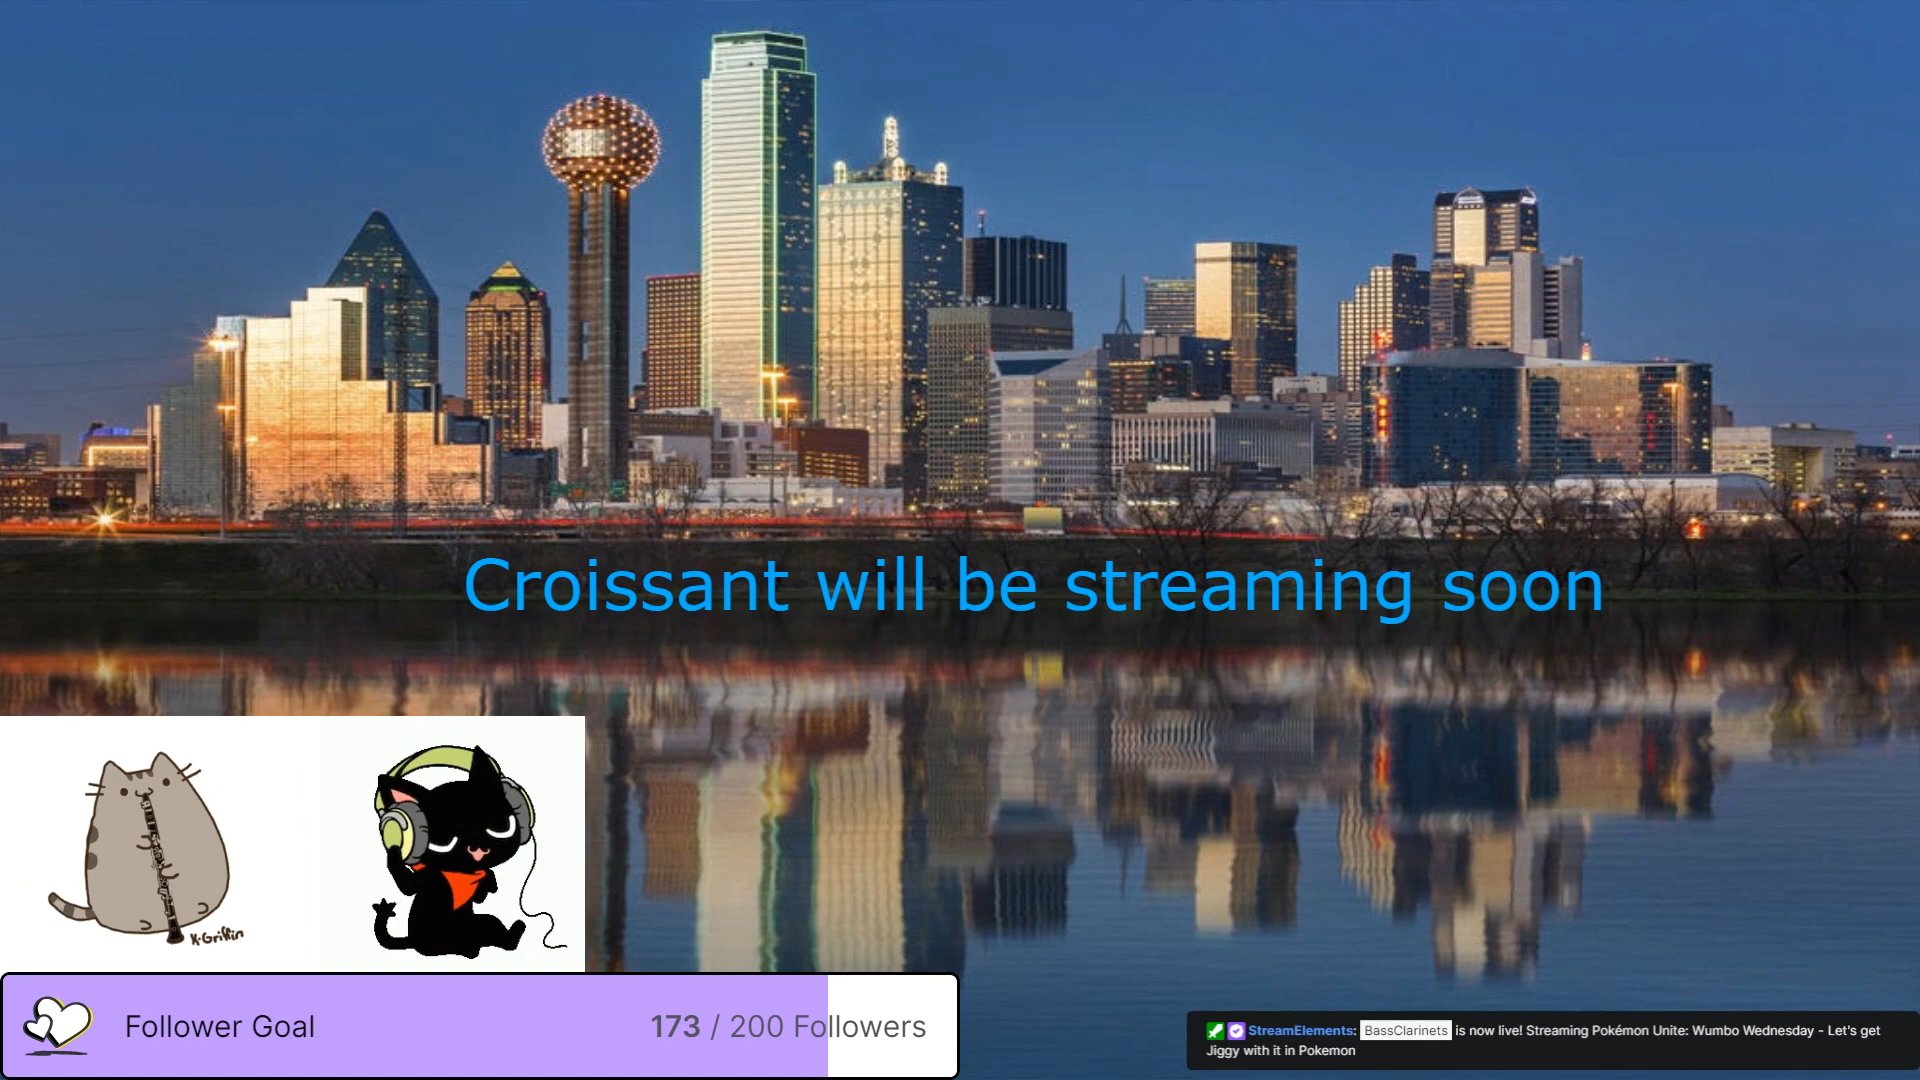 Croissant will be streaming soon
K·Griffin
Follower Goal
173 / 200 Followers
StreamElements: BassClarinets is now live! Streaming Pokémon Unite: Wumbo Wednesday - Let's get
Jiggy with it in Pokemon